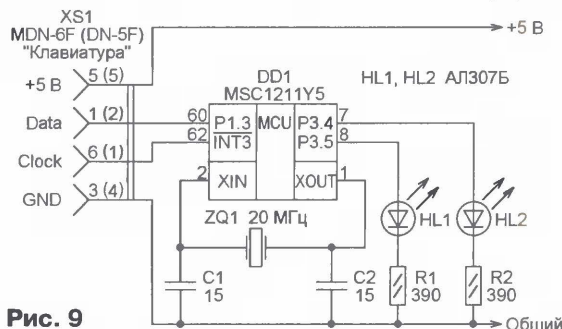 XS1
MDN-6F (DN-5F)
"Клавиатура"
+5 В
5 (5)
+5 В
Data
1 (2)
Clock
6 (1)
GND
3 (4)
DD1
MSC1211Y5
HL1, HL2 АЛ307Б
60
P1.3
MCU
P3.4
7
62
INT3
P3.5
8
2
XIN
XOUT
1
ZQ1 20 МГц
HL1
HL2
C1
15
C2
15
R1
390
R2
390
Рис. 9
Общий